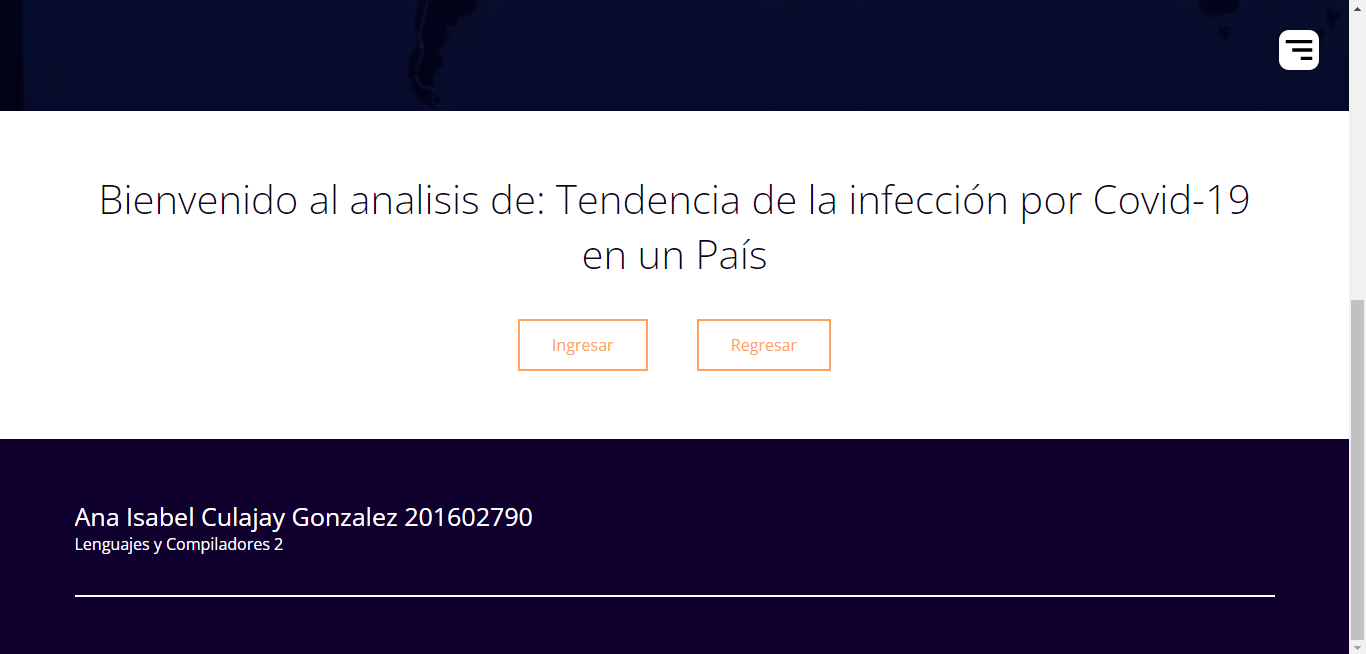 Bienvenido al analisis de: Tendencia de la infección por Covid-19
en un País
Ingresar
Regresar
Ana Isabel Culajay Gonzalez 201602790
Lenguajes y Compiladores 2